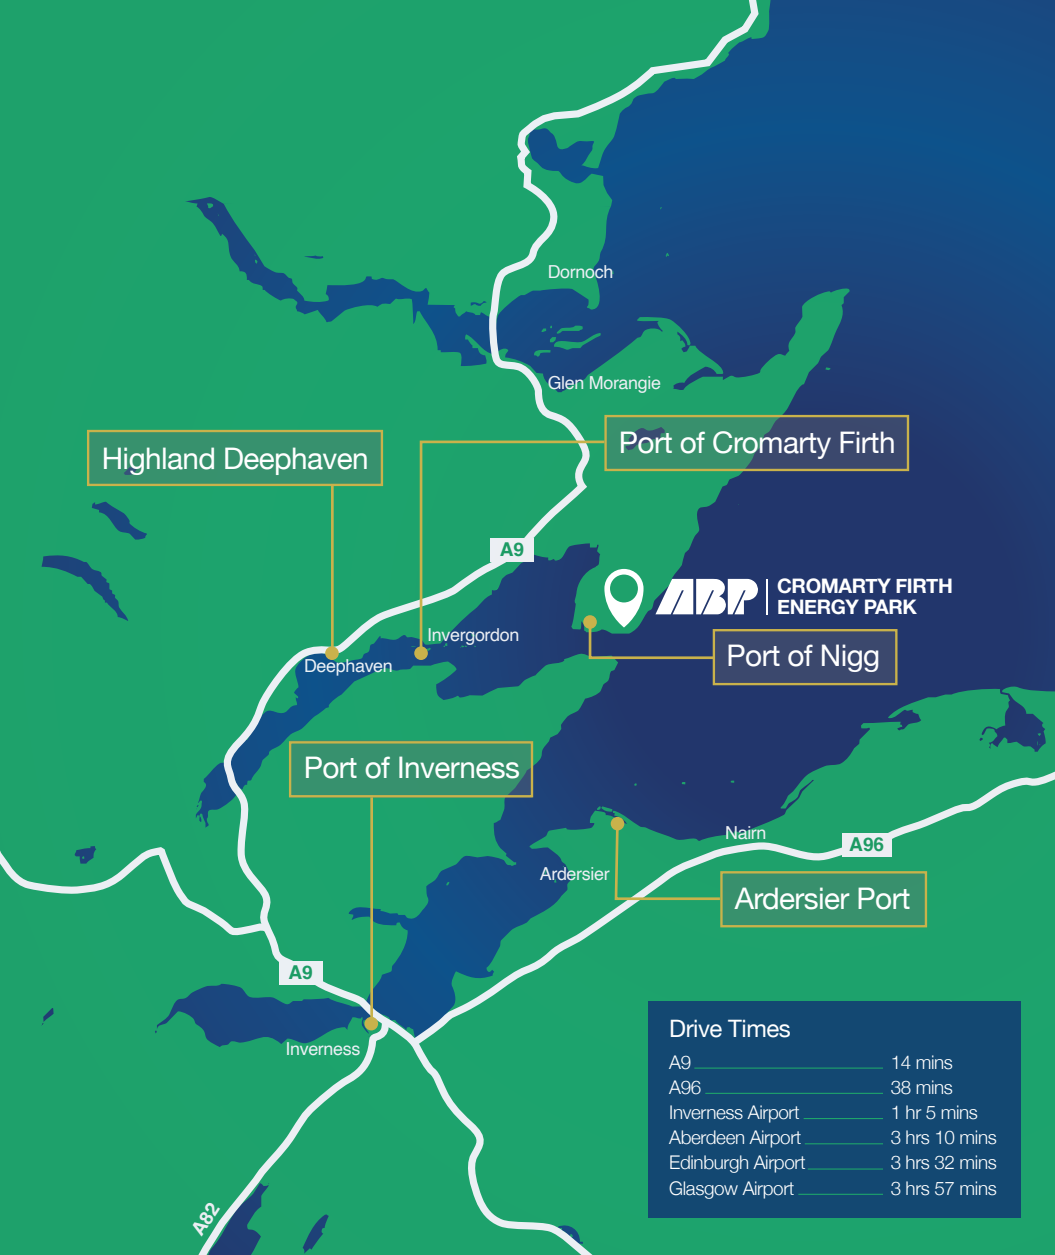 Dornoch
Glen Morangie
Port of Cromarty Firth
Highland Deephaven
A9
ABP
CROMARTY FIRTH
ENERGY PARK
Invergordon
Deephaven
Port of Nigg
Port of Inverness
Nairn
A96
Ardersier
Ardersier Port
A9
Inverness
A82
Drive Times
A9 14 mins
A96 38 mins
Inverness Airport 1 hr 5 mins
Aberdeen Airport 3 hrs 10 mins
Edinburgh Airport 3 hrs 32 mins
Glasgow Airport 3 hrs 57 mins